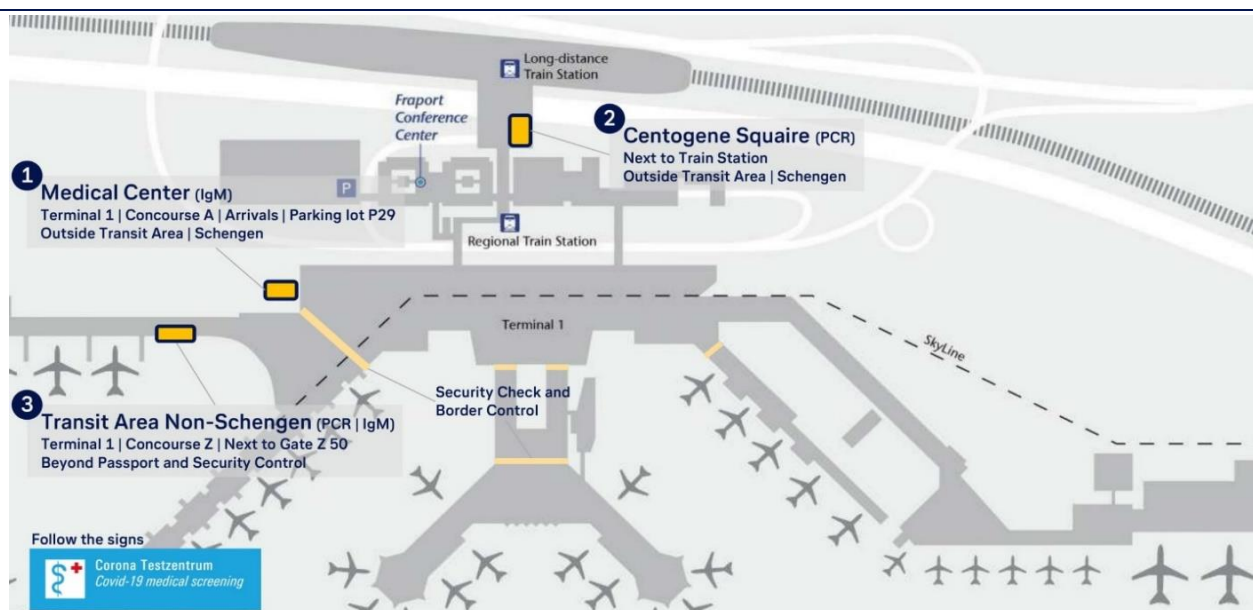 Long-distance
Train Station
Fraport
Conference
Center
2
Centogene Squaire (PCR)
Next to Train Station
Outside Transit Area | Schengen
1
Medical Center (IgM)
Terminal 1 | Concourse A | Arrivals | Parking lot P29
Outside Transit Area | Schengen
P
Regional Train Station
Terminal 1
SkyLine
Security Check and
Border Control
3
Transit Area Non-Schengen (PCR | IgM)
Terminal 1 | Concourse Z | Next to Gate Z 50
Beyond Passport and Security Control
Follow the signs
Corona Testzentrum
Covid-19 medical screening